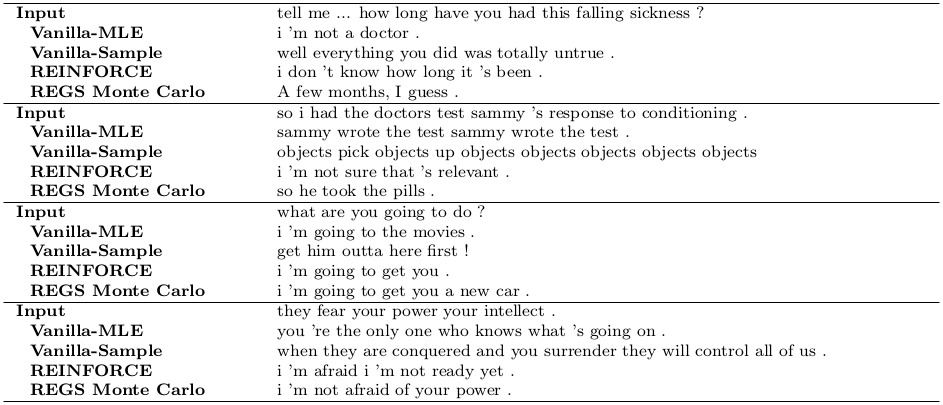 Input tell me ... how long have you had this falling sickness ?
Vanilla-MLE i 'm not a doctor .
Vanilla-Sample well everything you did was totally untrue .
REINFORCE i don 't know how long it 's been .
REGS Monte Carlo A few months, I guess .
Input so i had the doctors test sammy 's response to conditioning .
Vanilla-MLE sammy wrote the test sammy wrote the test .
Vanilla-Sample objects pick objects up objects objects objects objects objects
REINFORCE i 'm not sure that 's relevant .
REGS Monte Carlo so he took the pills .
Input what are you going to do ?
Vanilla-MLE i 'm going to the movies .
Vanilla-Sample get him outta here first !
REINFORCE i 'm going to get you .
REGS Monte Carlo i 'm going to get you a new car .
Input they fear your power your intellect .
Vanilla-MLE you 're the only one who knows what 's going on .
Vanilla-Sample when they are conquered and you surrender they will control all of us .
REINFORCE i 'm afraid i 'm not ready yet .
REGS Monte Carlo i 'm not afraid of your power .